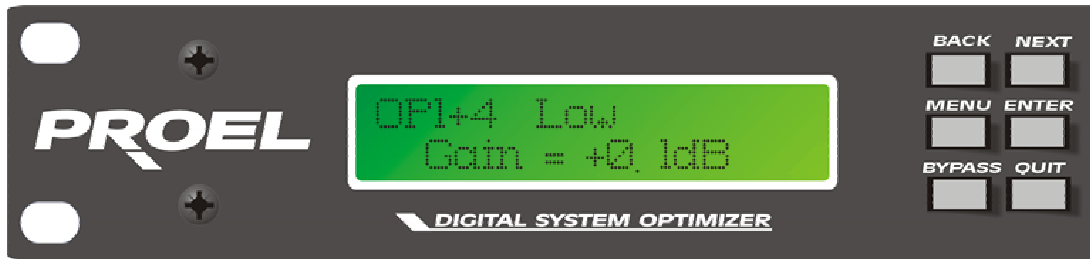 PROEL
OP1+4 Low
Gain = +0.1dB
DIGITAL SYSTEM OPTIMIZER
BACK NEXT
MENU ENTER
BYPASS QUIT